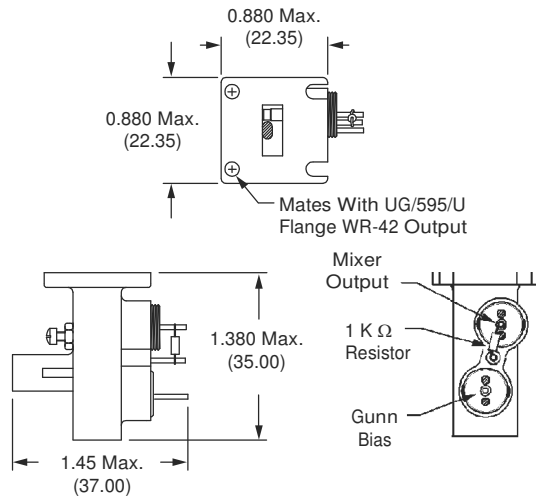 0.880 Max.
(22.35)
0.880 Max.
(22.35)
Mates With UG/595/U
Flange WR-42 Output
1.380 Max.
(35.00)
1.45 Max.
(37.00)
Mixer
Output
1 K Ω
Resistor
Gunn
Bias